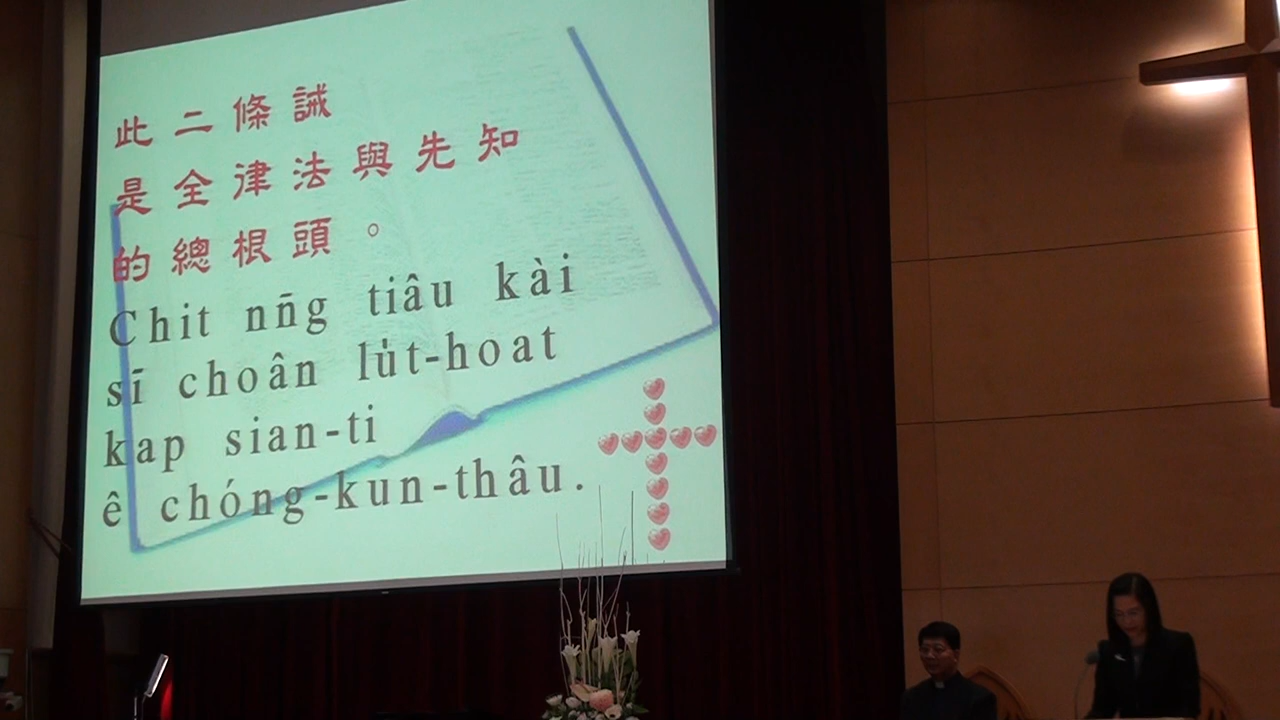 此二條誡
是全律法與先知
的總根頭。
Chit nn̄g tiâu kài
sī choân lu̍t-hoat
kap sian-ti
ê chóng-kun-thâu.